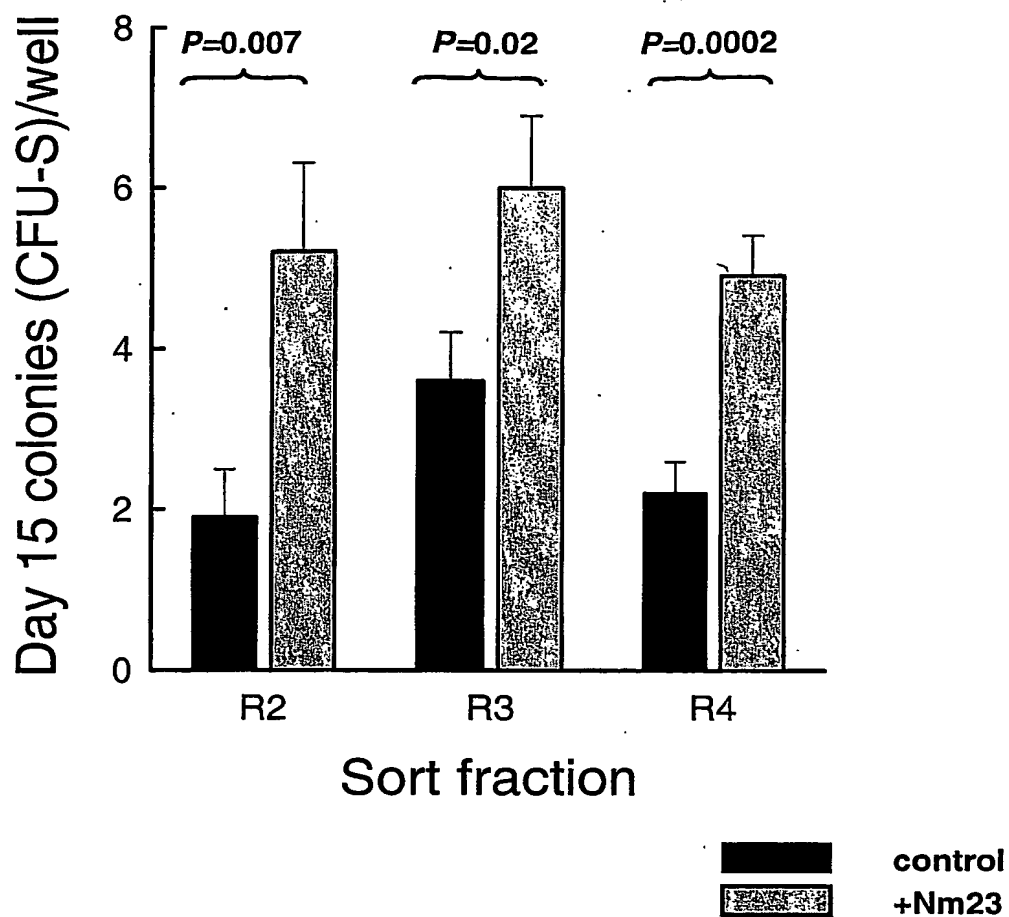 Day 15 colonies (CFU-S)/well
8
6
4
2
0
P=0.007
P=0.02
P=0.0002
R2
R3
R4
Sort fraction
control
+Nm23